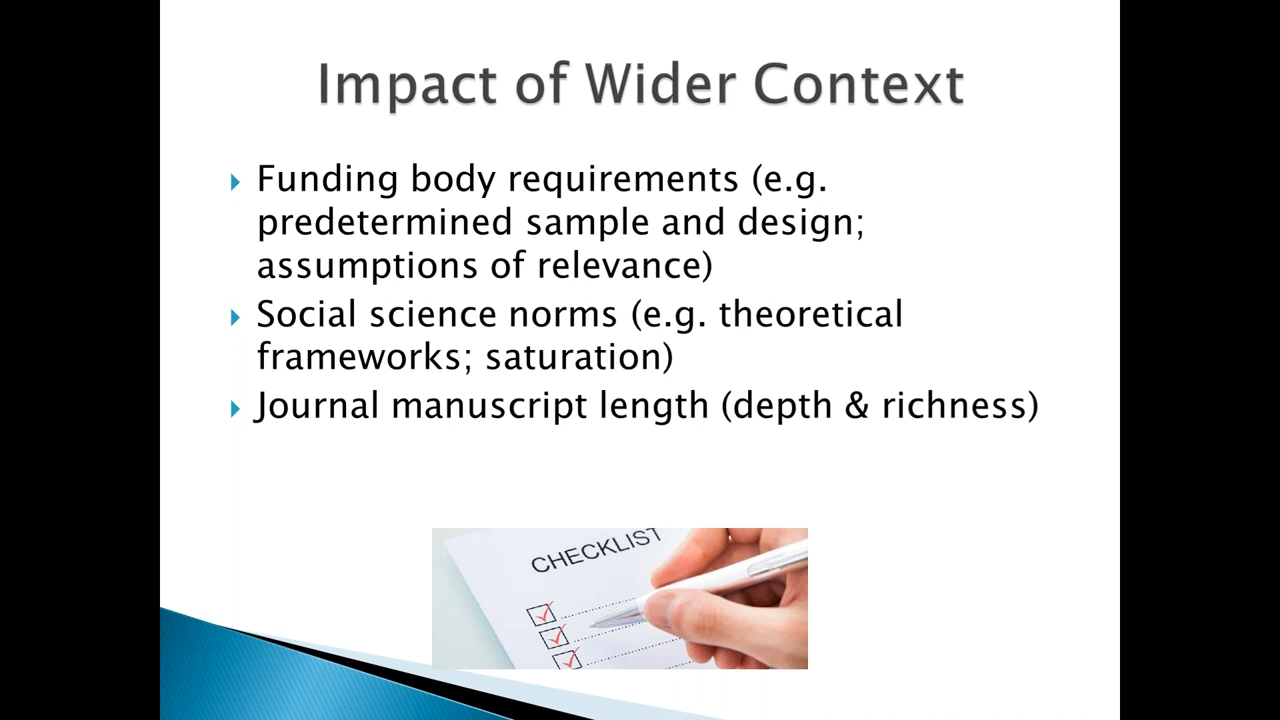 Impact of Wider Context
Funding body requirements (e.g.
predetermined sample and design;
assumptions of relevance)
Social science norms (e.g. theoretical
frameworks; saturation)
Journal manuscript length (depth & richness)
CHECKLIST